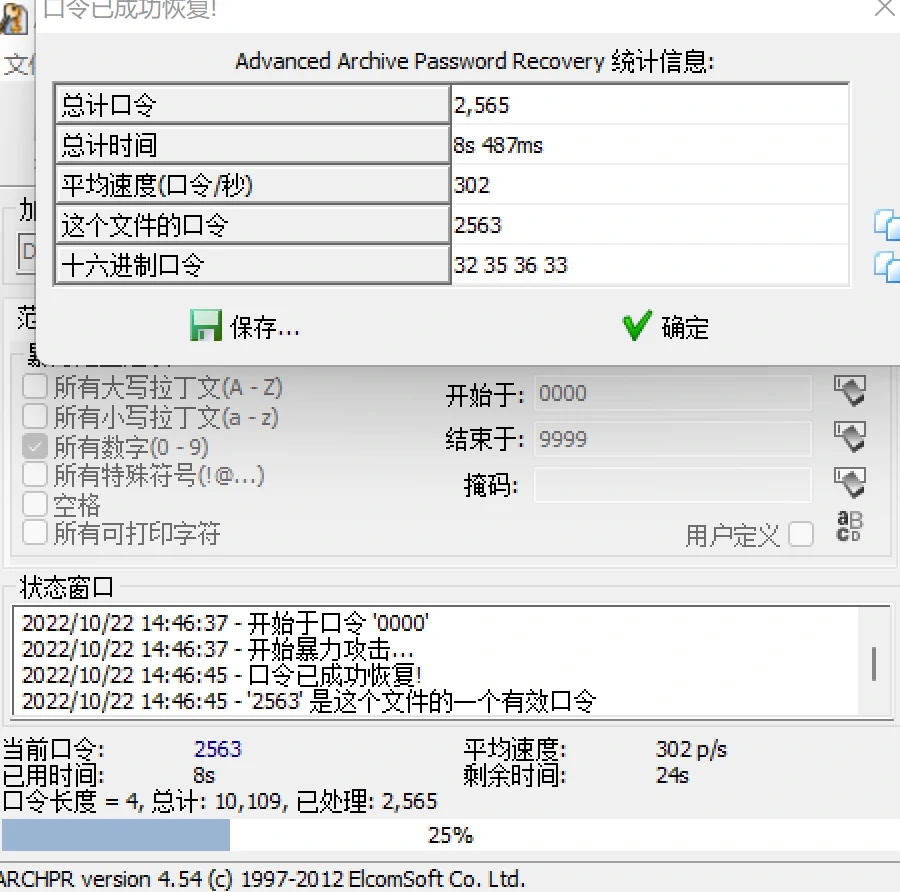 口令已成功恢复!
Advanced Archive Password Recovery 统计信息:
总计口令 2,565
总计时间 8s 487ms
平均速度(口令/秒) 302
这个文件的口令 2563
十六进制口令 32 35 36 33
保存... 确定
所有大写拉丁文(A - Z)
所有小写拉丁文(a - z)
所有数字(0 - 9)
所有特殊符号(!@...)
空格
所有可打印字符
开始于: 0000
结束于: 9999
掩码:
用户定义
状态窗口
2022/10/22 14:46:37 - 开始于口令 '0000'
2022/10/22 14:46:37 - 开始暴力攻击...
2022/10/22 14:46:45 - 口令已成功恢复!
2022/10/22 14:46:45 - '2563' 是这个文件的一个有效口令
当前口令: 2563 平均速度: 302 p/s
已用时间: 8s 剩余时间: 24s
口令长度 = 4, 总计: 10,109, 已处理: 2,565
25%
ARCHPR version 4.54 (c) 1997-2012 ElcomSoft Co. Ltd.